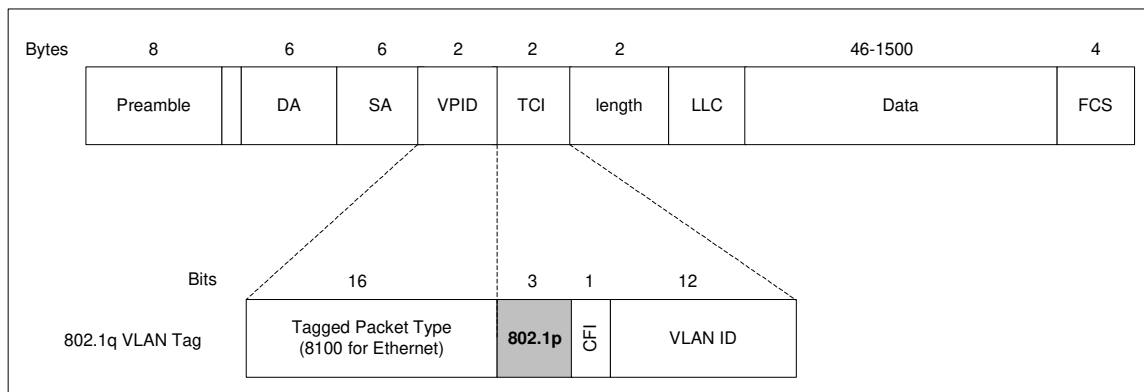 Bytes 8 6 6 2 2 2 46-1500 4
Preamble DA SA VPID TCI length LLC Data FCS
Bits 16 3 1 12
802.1q VLAN Tag
Tagged Packet Type
(8100 for Ethernet)
802.1p
CFI
VLAN ID